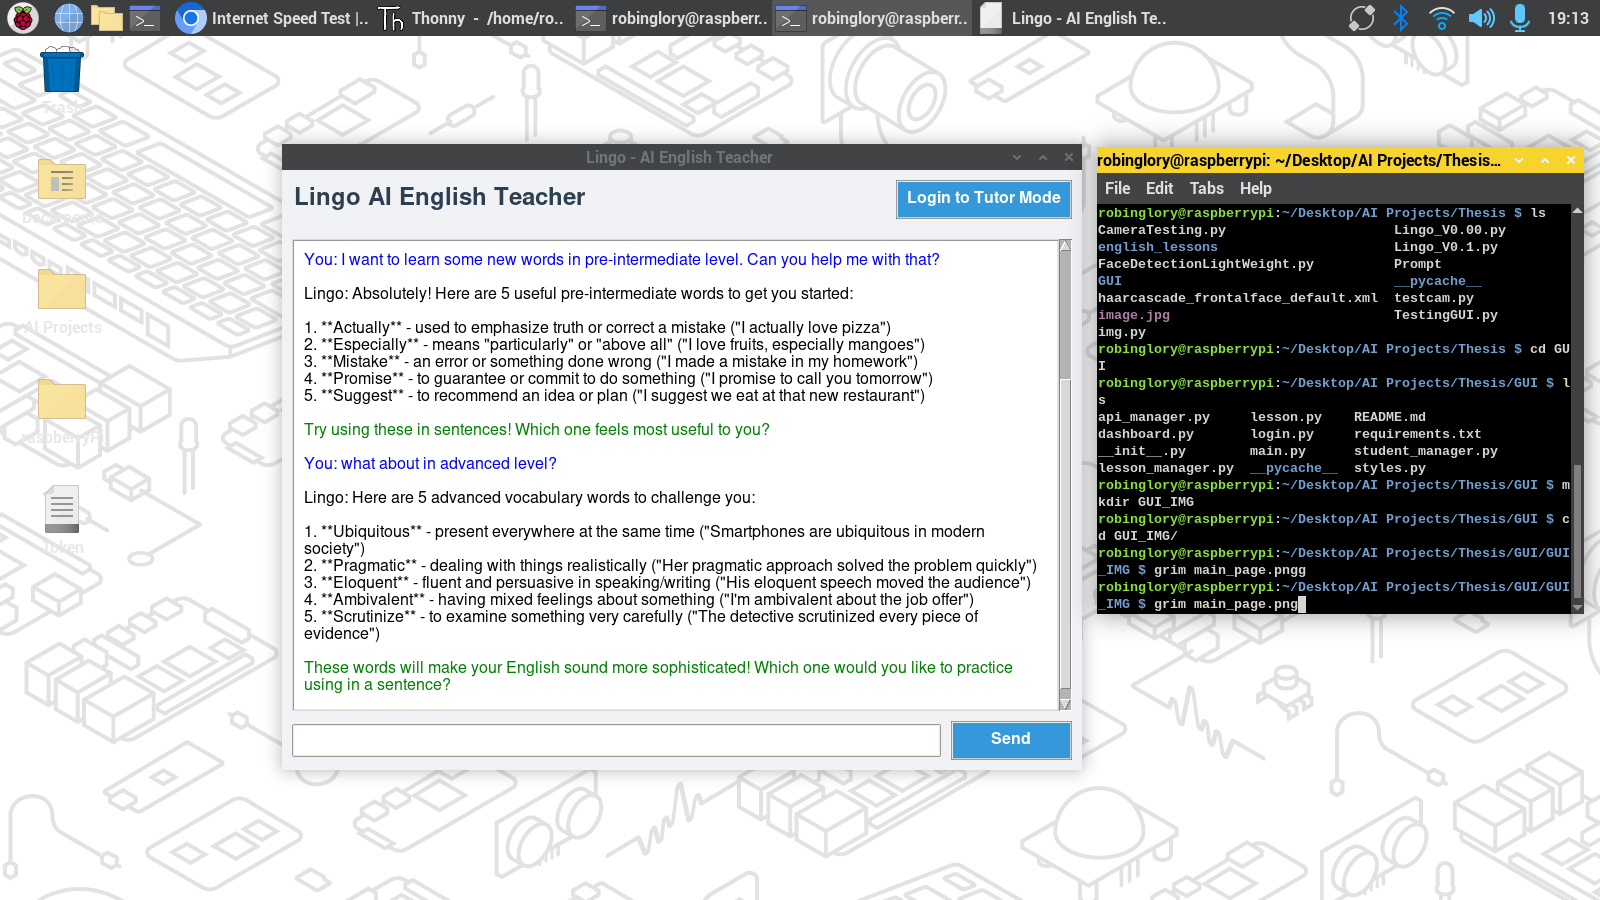 Internet Speed Test |..
Thonny - /home/ro..
robinglory@raspberr..
robinglory@raspberr..
Lingo - AI English Te..
19:13
Trash
Documents
AI Projects
raspberryPi
Token
Lingo - AI English Teacher
Lingo AI English Teacher
Login to Tutor Mode
You: I want to learn some new words in pre-intermediate level. Can you help me with that?
Lingo: Absolutely! Here are 5 useful pre-intermediate words to get you started:
1. **Actually** - used to emphasize truth or correct a mistake ("I actually love pizza")
2. **Especially** - means "particularly" or "above all" ("I love fruits, especially mangoes")
3. **Mistake** - an error or something done wrong ("I made a mistake in my homework")
4. **Promise** - to guarantee or commit to do something ("I promise to call you tomorrow")
5. **Suggest** - to recommend an idea or plan ("I suggest we eat at that new restaurant")
Try using these in sentences! Which one feels most useful to you?
You: what about in advanced level?
Lingo: Here are 5 advanced vocabulary words to challenge you:
1. **Ubiquitous** - present everywhere at the same time ("Smartphones are ubiquitous in modern
society")
2. **Pragmatic** - dealing with things realistically ("Her pragmatic approach solved the problem quickly")
3. **Eloquent** - fluent and persuasive in speaking/writing ("His eloquent speech moved the audience")
4. **Ambivalent** - having mixed feelings about something ("I'm ambivalent about the job offer")
5. **Scrutinize** - to examine something very carefully ("The detective scrutinized every piece of
evidence")
These words will make your English sound more sophisticated! Which one would you like to practice
using in a sentence?
Send
robinglory@raspberrypi: ~/Desktop/AI Projects/Thesis...
File Edit Tabs Help
robinglory@raspberrypi:~/Desktop/AI Projects/Thesis $ ls
CameraTesting.py Lingo_V0.00.py
english_lessons Lingo_V0.1.py
FaceDetectionLightWeight.py Prompt
GUI __pycache__
haarcascade_frontalface_default.xml testcam.py
image.jpg TestingGUI.py
img.py
robinglory@raspberrypi:~/Desktop/AI Projects/Thesis $ cd GU
I
robinglory@raspberrypi:~/Desktop/AI Projects/Thesis/GUI $ l
s
api_manager.py lesson.py README.md
dashboard.py login.py requirements.txt
__init__.py main.py student_manager.py
lesson_manager.py __pycache__ styles.py
robinglory@raspberrypi:~/Desktop/AI Projects/Thesis/GUI $ m
kdir GUI_IMG
robinglory@raspberrypi:~/Desktop/AI Projects/Thesis/GUI $ c
d GUI_IMG/
robinglory@raspberrypi:~/Desktop/AI Projects/Thesis/GUI/GUI
_IMG $ grim main_page.pngg
robinglory@raspberrypi:~/Desktop/AI Projects/Thesis/GUI/GUI
_IMG $ grim main_page.png